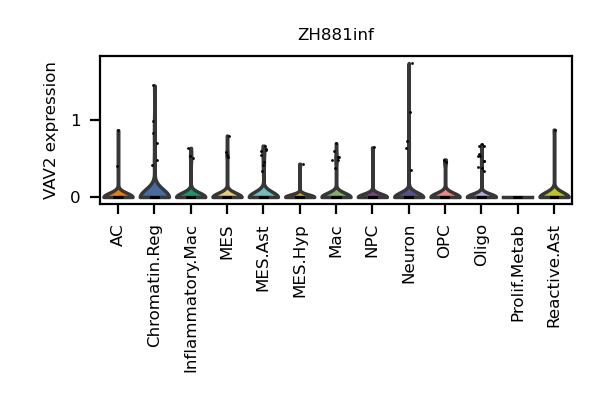 ZH881inf
VAV2 expression
1
0
AC
Chromatin.Reg
Inflammatory.Mac
MES
MES.Ast
MES.Hyp
Mac
NPC
Neuron
OPC
Oligo
Prolif.Metab
Reactive.Ast